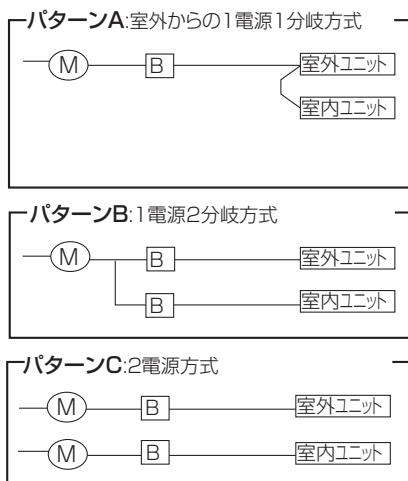 パターンA:室外からの1電源1分岐方式
M B 室外ユニット
室内ユニット
パターンB:1電源2分岐方式
M B 室外ユニット
B 室内ユニット
パターンC:2電源方式
M B 室外ユニット
M B 室内ユニット